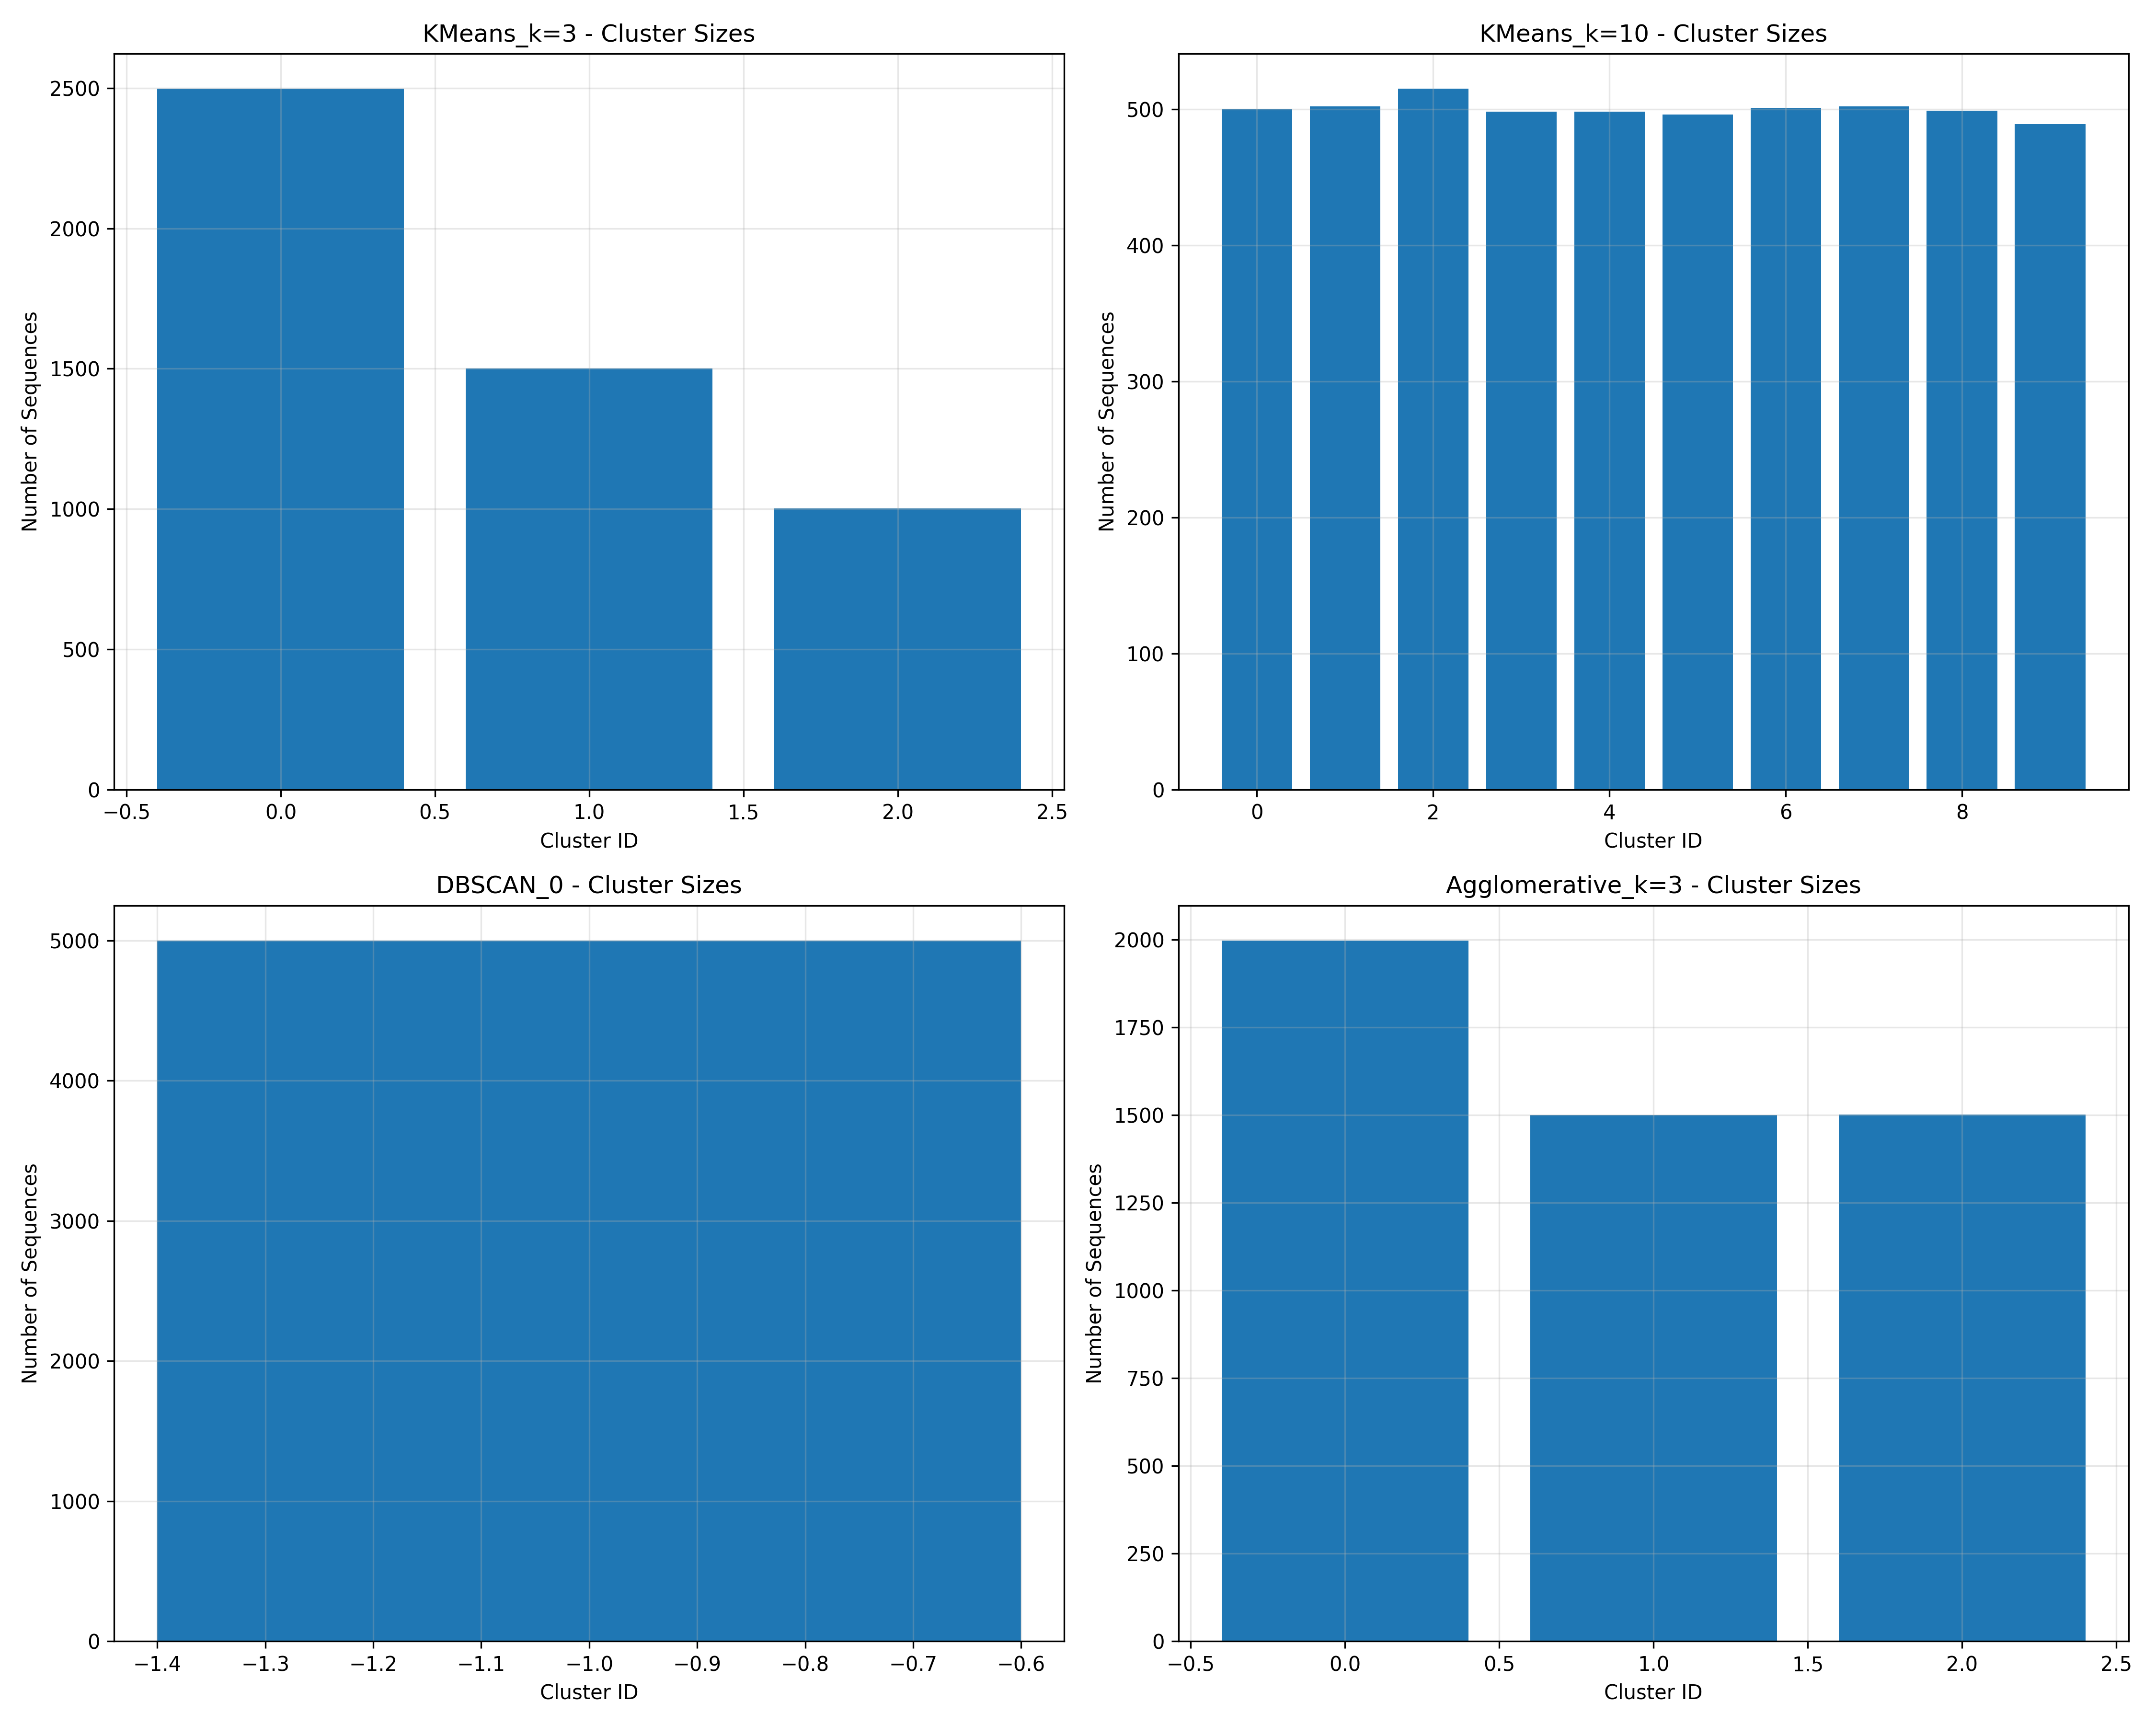 KMeans_k=3 - Cluster Sizes
Number of Sequences
2500
2000
1500
1000
500
0
−0.5 0.0 0.5 1.0 1.5 2.0 2.5
Cluster ID
KMeans_k=10 - Cluster Sizes
Number of Sequences
500
400
300
200
100
0
0 2 4 6 8
Cluster ID
DBSCAN_0 - Cluster Sizes
Number of Sequences
5000
4000
3000
2000
1000
0
−1.4 −1.3 −1.2 −1.1 −1.0 −0.9 −0.8 −0.7 −0.6
Cluster ID
Agglomerative_k=3 - Cluster Sizes
Number of Sequences
2000
1750
1500
1250
1000
750
500
250
0
−0.5 0.0 0.5 1.0 1.5 2.0 2.5
Cluster ID